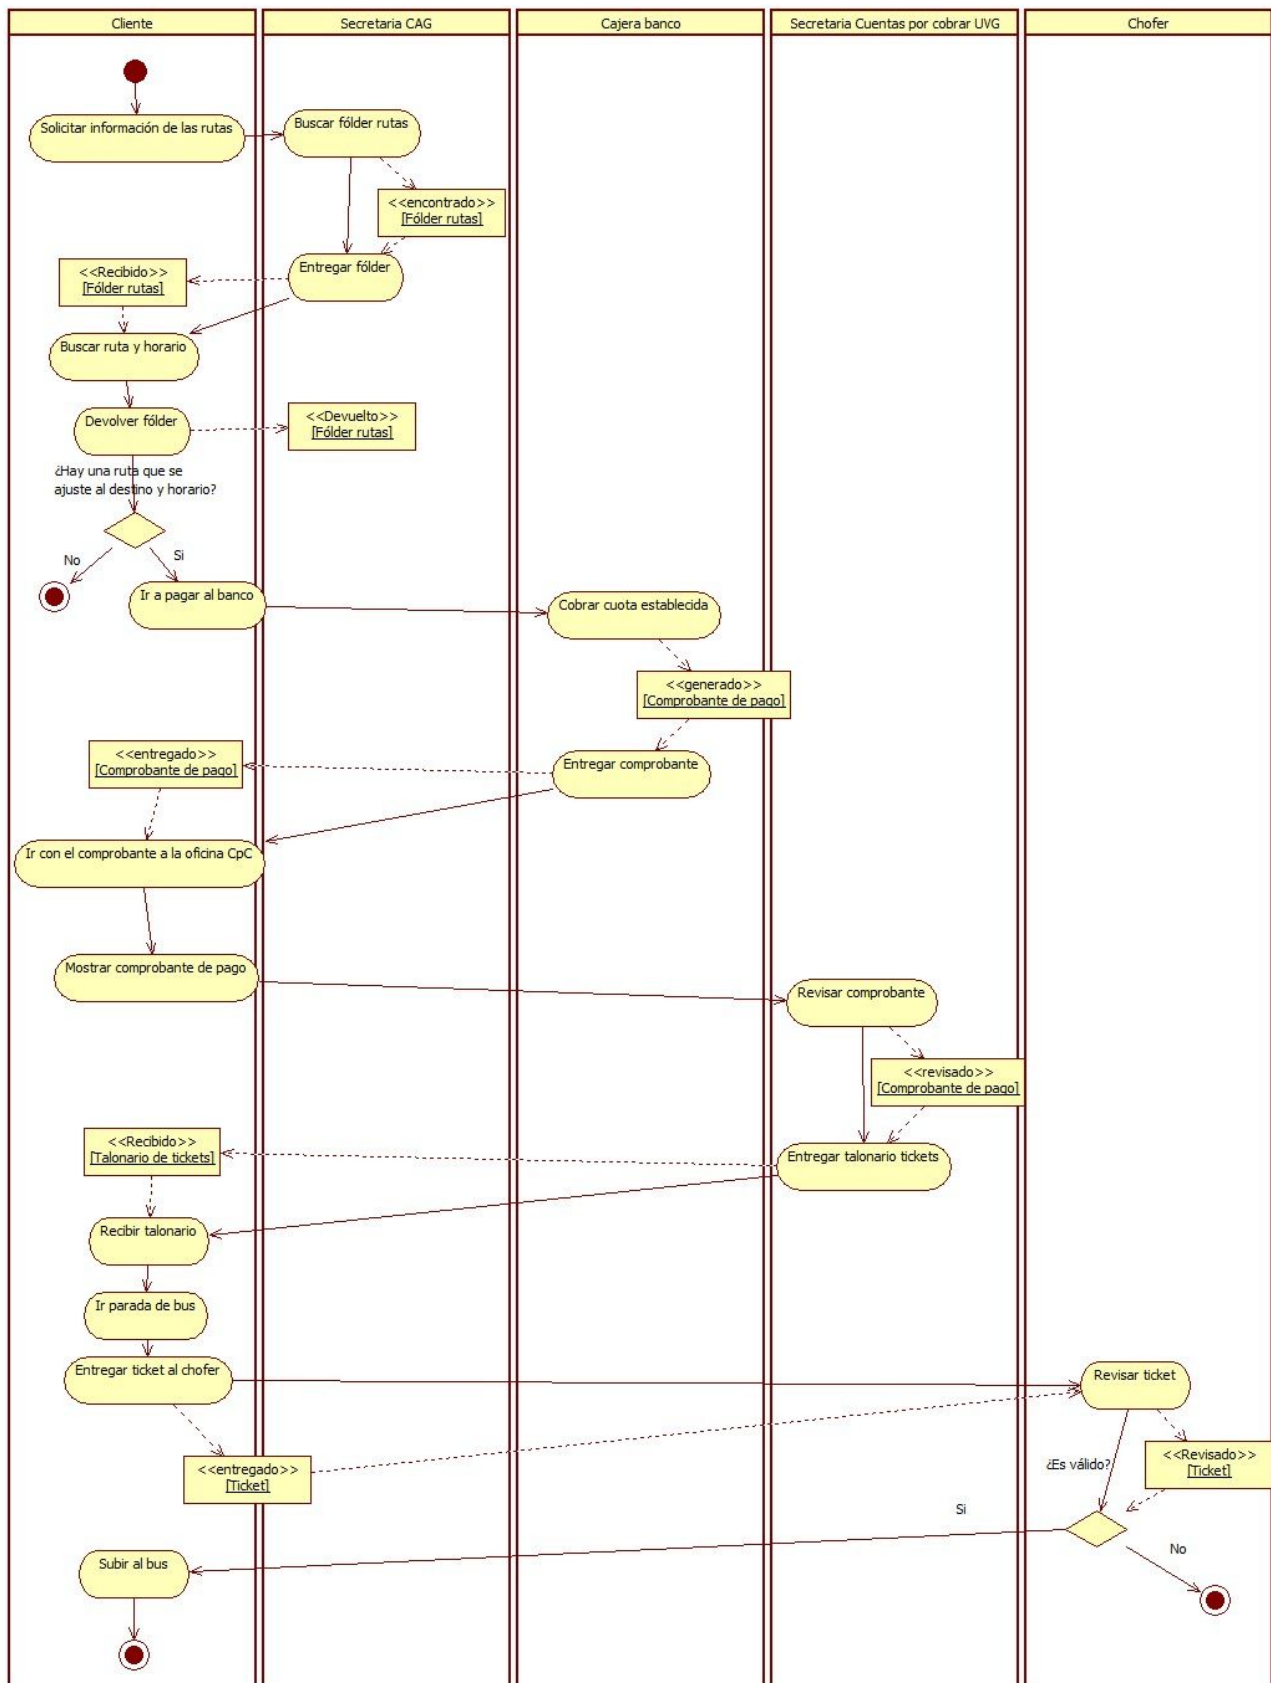 Cliente
Secretaria CAG
Cajera banco
Secretaria Cuentas por cobrar UVG
Chofer
Solicitar información de las rutas
Buscar fólder rutas
<<encontrado>>
[Fólder rutas]
Entregar fólder
<<Recibido>>
[Fólder rutas]
Buscar ruta y horario
Devolver fólder
<<Devuelto>>
[Fólder rutas]
¿Hay una ruta que se
ajuste al destino y horario?
No
Si
Ir a pagar al banco
Cobrar cuota establecida
<<generado>>
[Comprobante de pago]
Entregar comprobante
<<entregado>>
[Comprobante de pago]
Ir con el comprobante a la oficina CpC
Mostrar comprobante de pago
Revisar comprobante
<<revisado>>
[Comprobante de pago]
Entregar talonario tickets
<<Recibido>>
[Talonario de tickets]
Recibir talonario
Ir parada de bus
Entregar ticket al chofer
Revisar ticket
<<entregado>>
[Ticket]
¿Es válido?
<<Revisado>>
[Ticket]
Si
No
Subir al bus